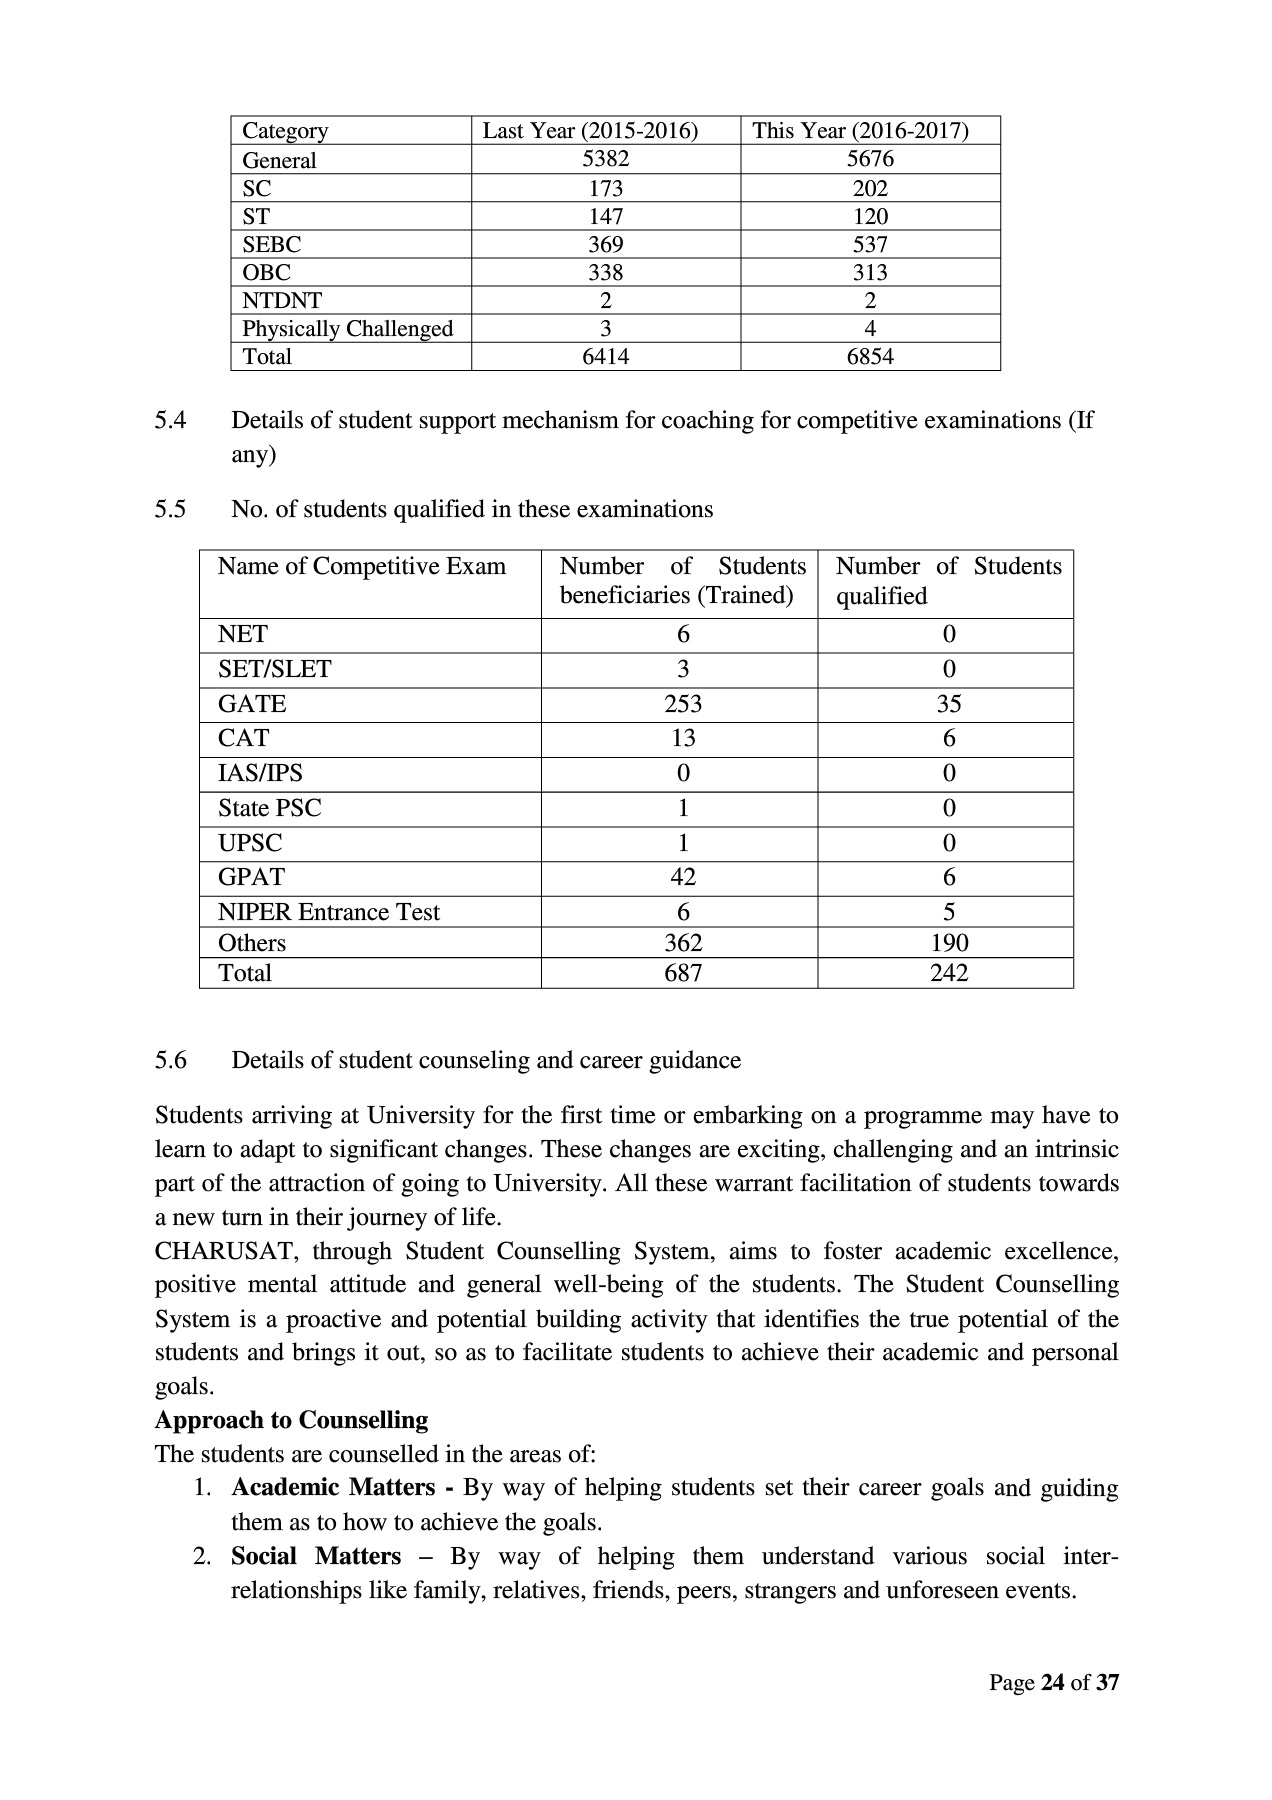 Category Last Year (2015-2016) This Year (2016-2017)
General 5382 5676
SC 173 202
ST 147 120
SEBC 369 537
OBC 338 313
NTDNT 2 2
Physically Challenged 3 4
Total 6414 6854
5.4 Details of student support mechanism for coaching for competitive examinations (If
any)
5.5 No. of students qualified in these examinations
Name of Competitive Exam Number of Students Number of Students
beneficiaries (Trained) qualified
NET 6 0
SET/SLET 3 0
GATE 253 35
CAT 13 6
IAS/IPS 0 0
State PSC 1 0
UPSC 1 0
GPAT 42 6
NIPER Entrance Test 6 5
Others 362 190
Total 687 242
5.6 Details of student counseling and career guidance
Students arriving at University for the first time or embarking on a programme may have to
learn to adapt to significant changes. These changes are exciting, challenging and an intrinsic
part of the attraction of going to University. All these warrant facilitation of students towards
a new turn in their journey of life.
CHARUSAT, through Student Counselling System, aims to foster academic excellence,
positive mental attitude and general well-being of the students. The Student Counselling
System is a proactive and potential building activity that identifies the true potential of the
students and brings it out, so as to facilitate students to achieve their academic and personal
goals.
Approach to Counselling
The students are counselled in the areas of:
1. Academic Matters - By way of helping students set their career goals and guiding
them as to how to achieve the goals.
2. Social Matters – By way of helping them understand various social inter-
relationships like family, relatives, friends, peers, strangers and unforeseen events.
Page 24 of 37